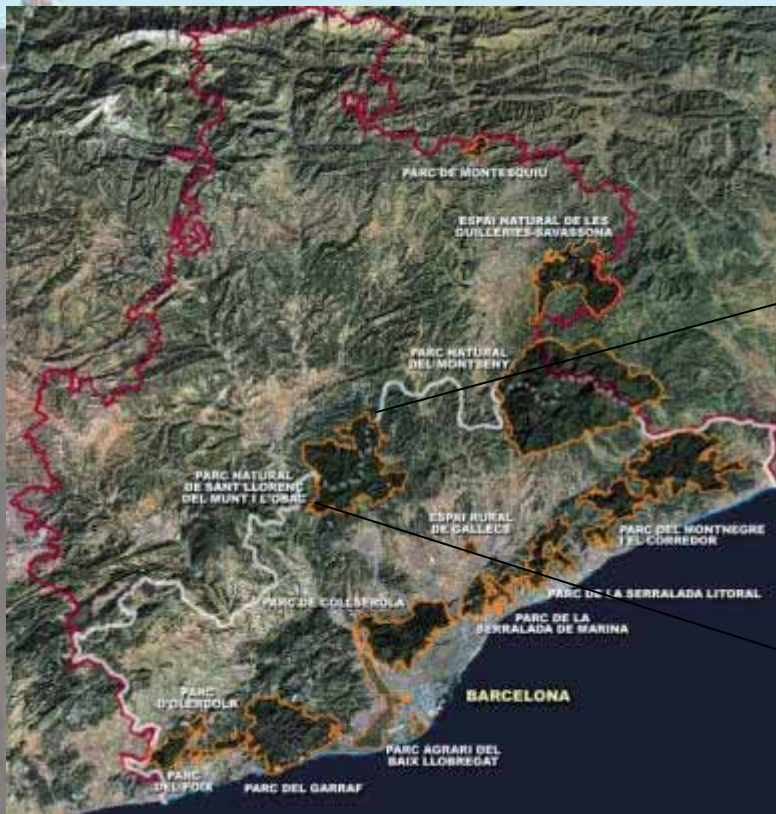 PARC DE MONTESQUIU
ESPAI NATURAL DE LES
GUILLERIES-SAVASSONA
PARC NATURAL
DEL MONTSENY
PARC NATURAL
DE SANT LLORENÇ
DEL MUNT I L'OBAC
ESPAI RURAL
DE GALLECS
PARC DEL MONTNEGRE
I EL CORREDOR
PARC DE COLLSEROLA
PARC DE LA SERRALADA LITORAL
PARC DE LA
SERRALADA DE MARINA
BARCELONA
PARC
D'OLERDOLA
PARC AGRARI DEL
BAIX LLOBREGAT
PARC
DEL FOIX
PARC DEL GARRAF